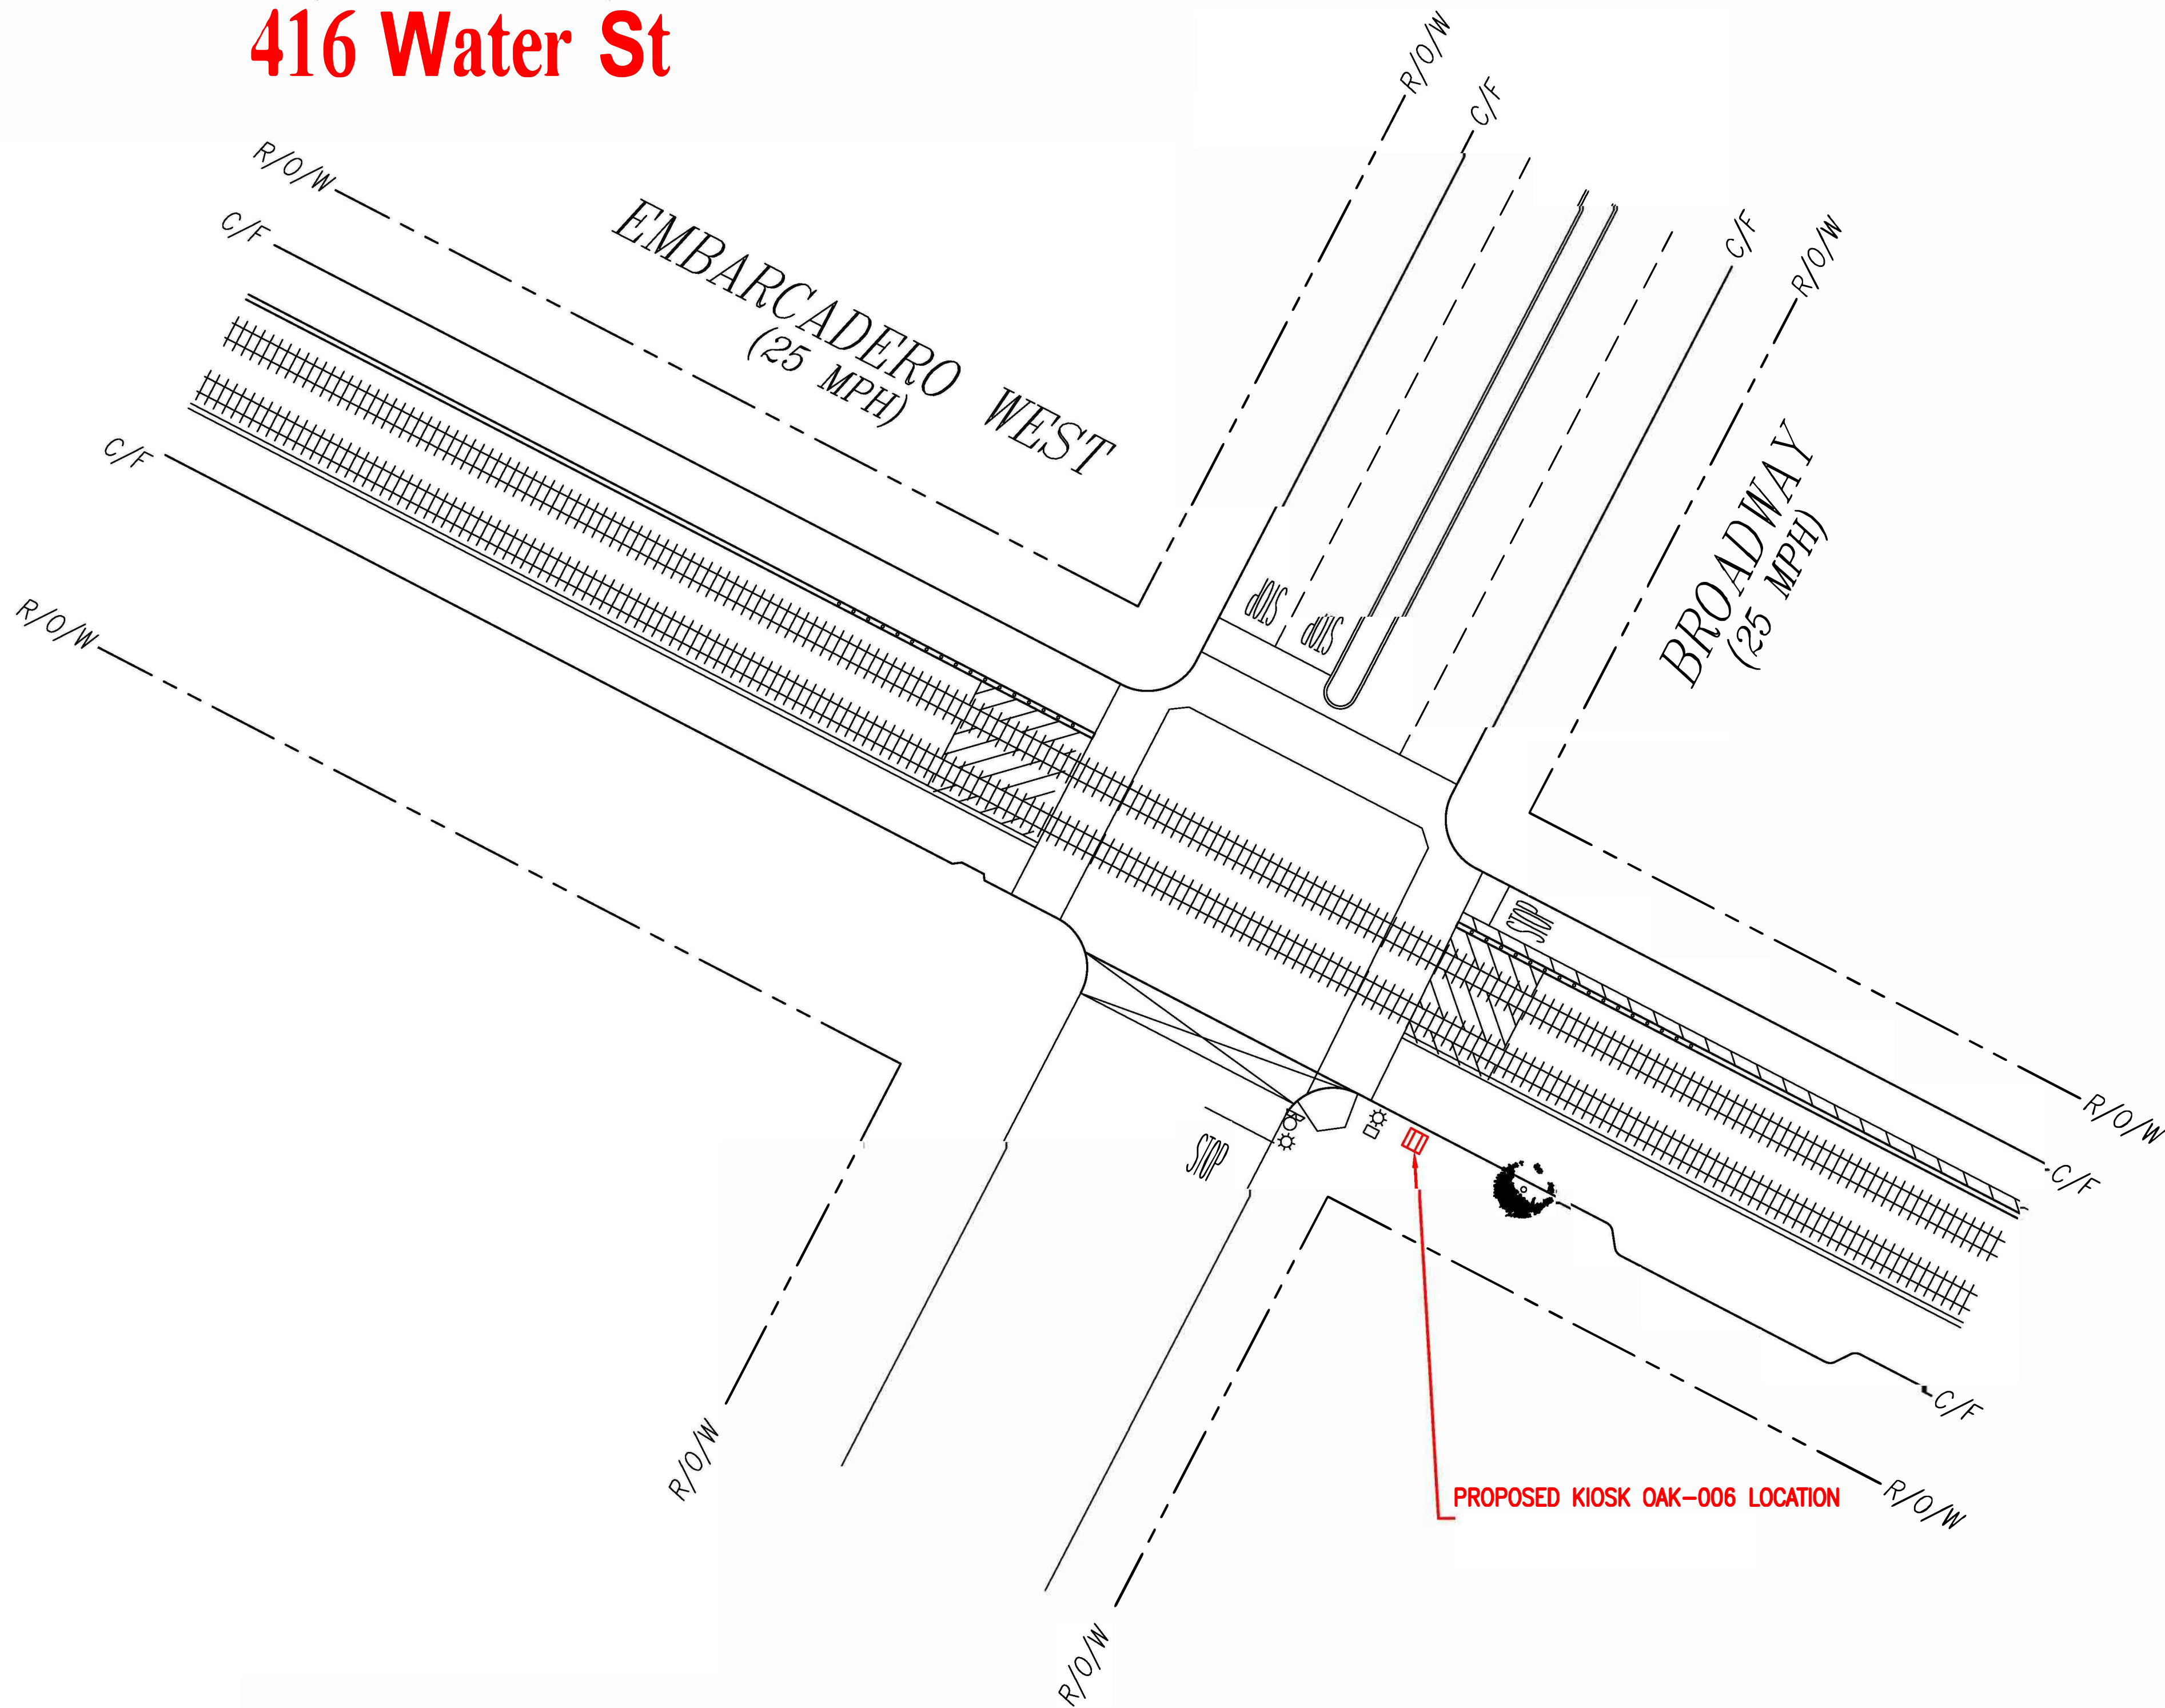 416 Water St
R/O/W
C/F
R/O/W
C/F
EMBARCADERO WEST
(25 MPH)
C/F
R/O/W
C/F
R/O/W
BROADWAY
(25 MPH)
STOP
STOP
STOP
STOP
R/O/W
C/F
C/F
R/O/W
R/O/W
PROPOSED KIOSK OAK-006 LOCATION
R/O/W